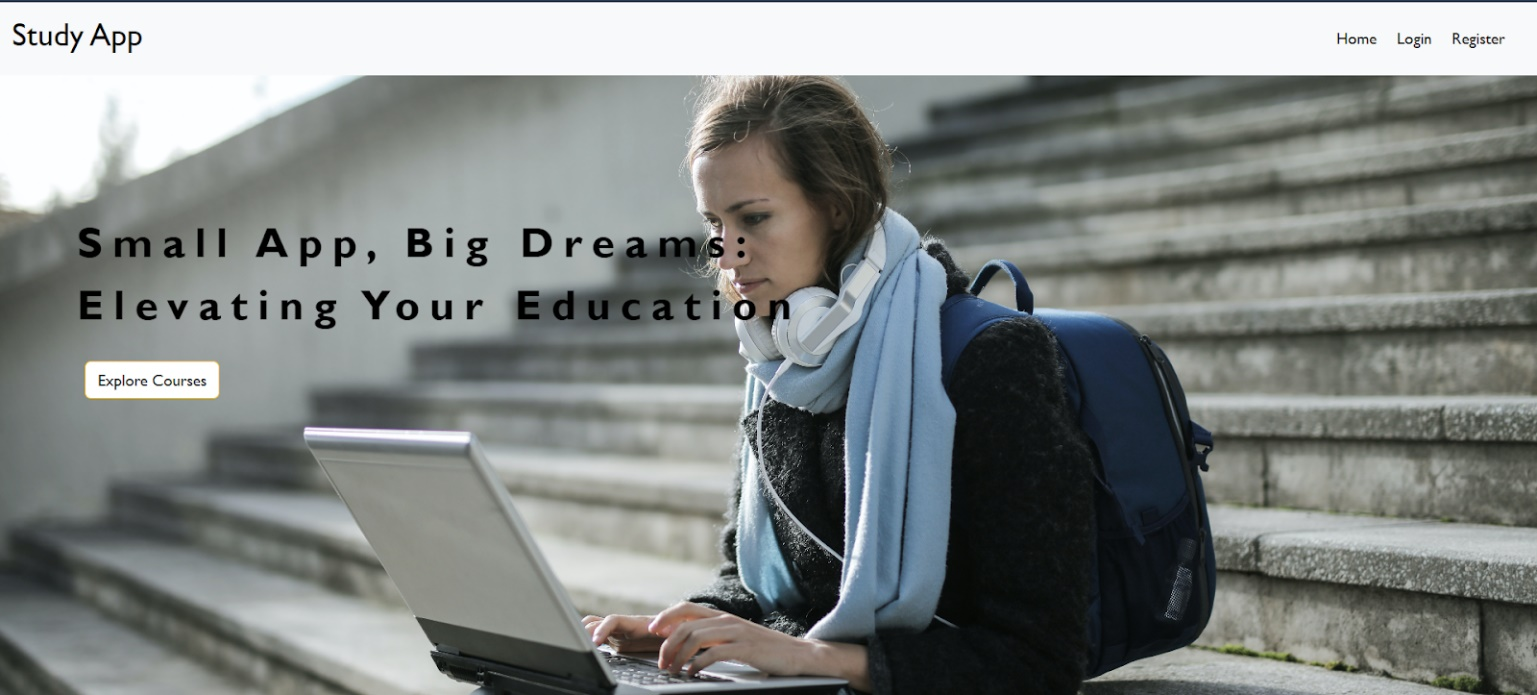 Study App
Home Login Register
Small App, Big Dreams:
Elevating Your Education
Explore Courses